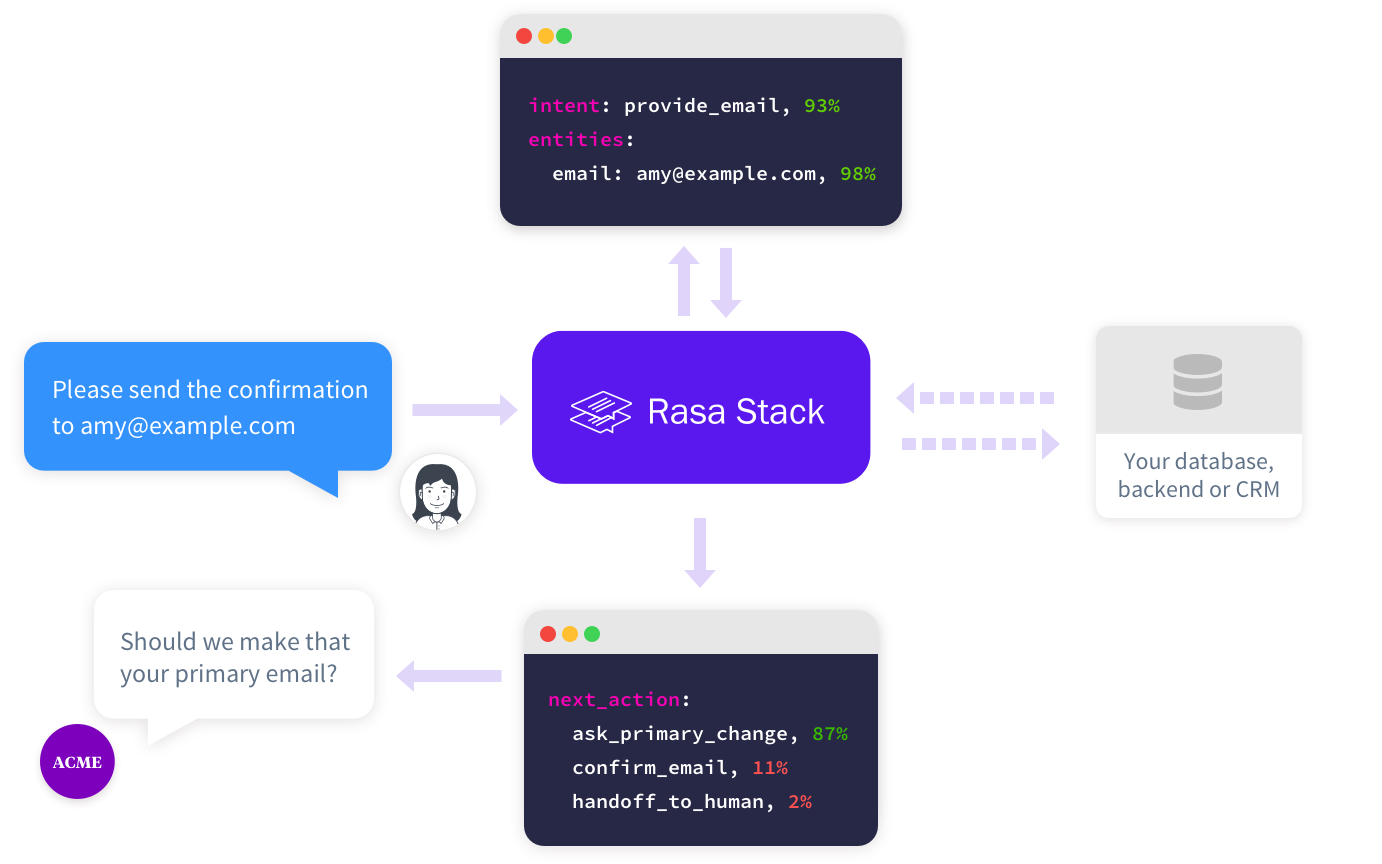 intent: provide_email, 93%
entities:
email: amy@example.com, 98%
Please send the confirmation
to amy@example.com
Rasa Stack
Your database,
backend or CRM
Should we make that
your primary email?
ACME
next_action:
ask_primary_change, 87%
confirm_email, 11%
handoff_to_human, 2%